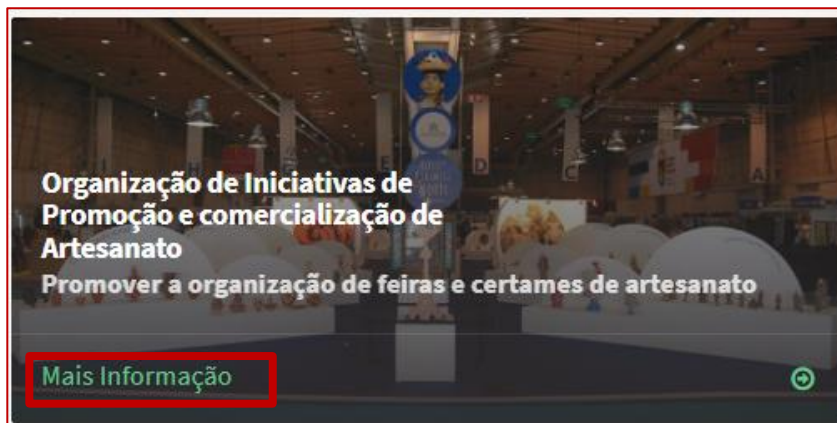 Organização de Iniciativas de
Promoção e comercialização de
Artesanato
Promover a organização de feiras e certames de artesanato
Mais Informação